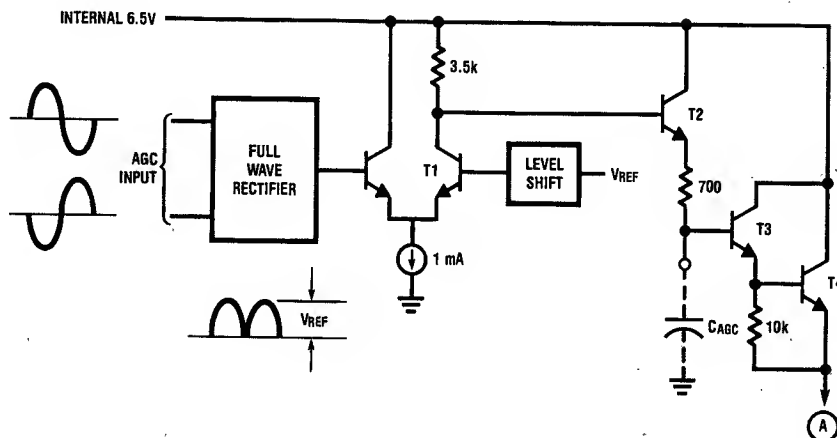 INTERNAL 6.5V
3.5k
AGC
INPUT
FULL
WAVE
RECTIFIER
T1
LEVEL
SHIFT
VREF
T2
700
T3
1 mA
VREF
CAGC
10k
A